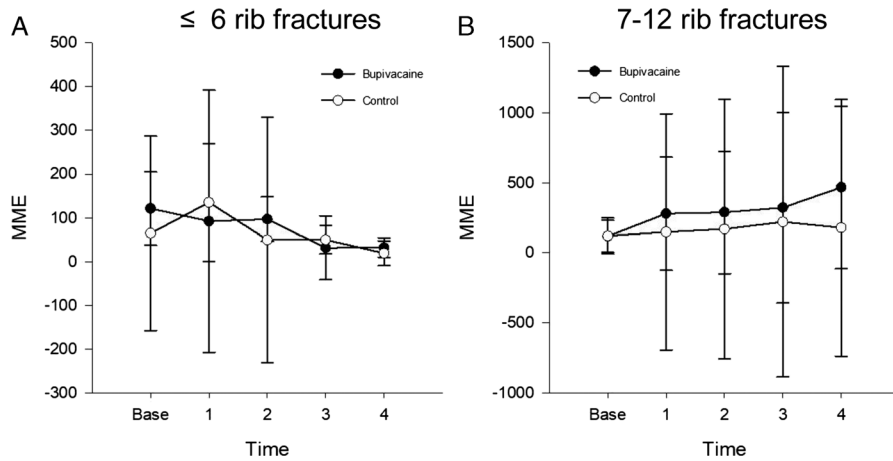 A
≤ 6 rib fractures
500
400
300
200
100
0
-100
-200
-300
MME
Bupivacaine
Control
Base 1 2 3 4
Time
B
7-12 rib fractures
1500
1000
500
0
-500
-1000
MME
Bupivacaine
Control
Base 1 2 3 4
Time